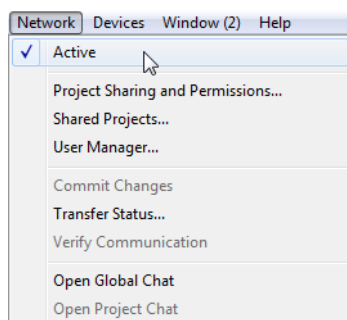 Network Devices Window (2) Help
Active
Project Sharing and Permissions...
Shared Projects...
User Manager...
Commit Changes
Transfer Status...
Verify Communication
Open Global Chat
Open Project Chat